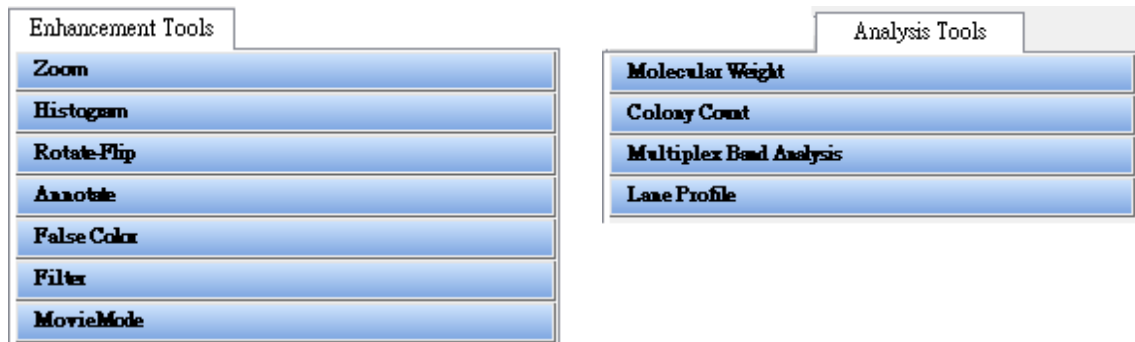 Enhancement Tools
Zoom
Histogram
Rotate-Flip
Annotate
False Color
Filter
MovieMode
Analysis Tools
Molecular Weight
Colony Count
Multiplex Band Analysis
Lane Profile